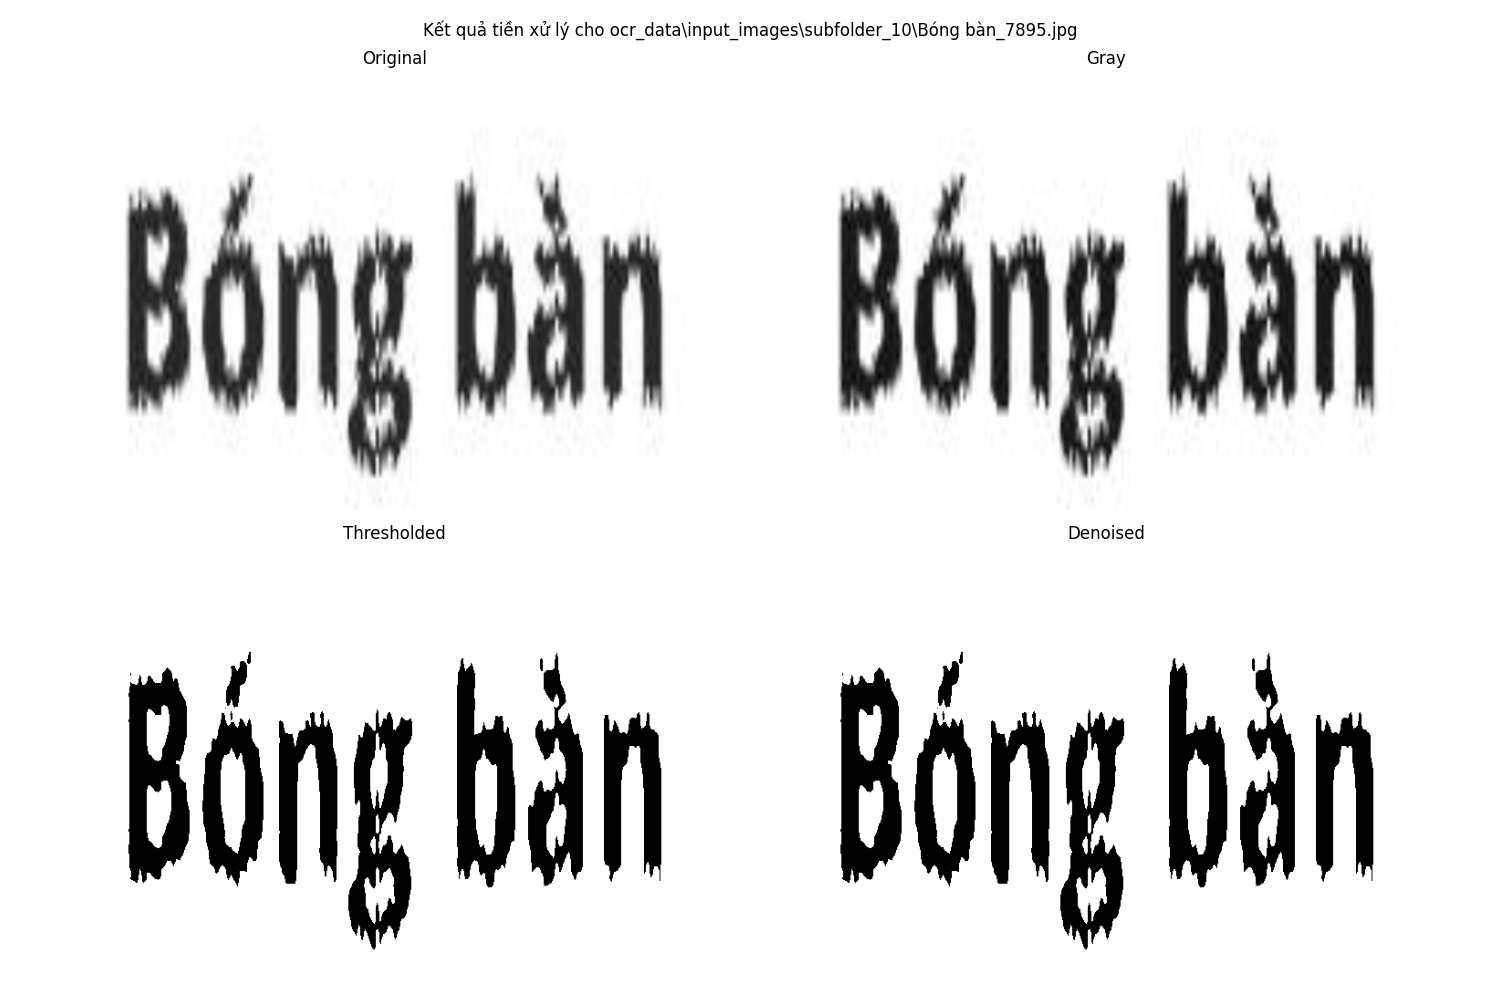 Kết quả tiền xử lý cho ocr_data\input_images\subfolder_10\Bóng bàn_7895.jpg
Original
Gray
Bóng bàn
Bóng bàn
Thresholded
Denoised
Bóng bàn
Bóng bàn